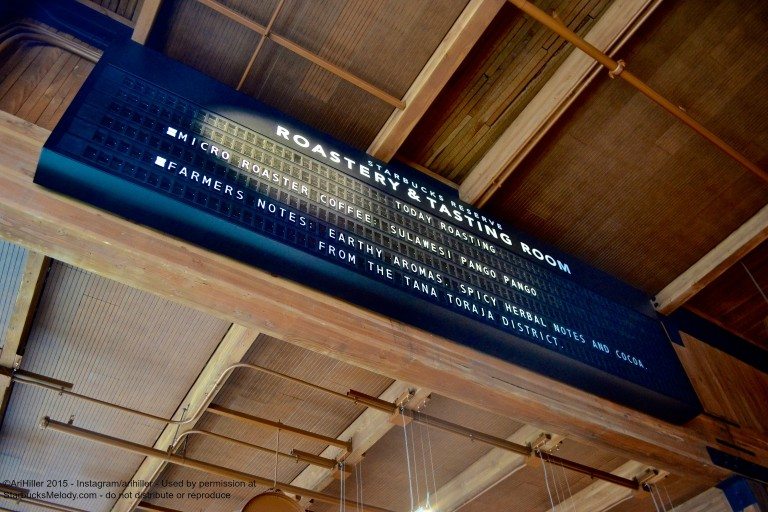 STARBUCKS RESERVE
ROASTERY & TASTING ROOM
TODAY ROASTING
■MICRO ROASTER COFFEE: SULAWESI PANGO PANGO
■FARMERS NOTES: EARTHY AROMAS, SPICY HERBAL NOTES AND COCOA.
FROM THE TANA TORAJA DISTRICT.
©AriHiller 2015 - Instagram/arihiller - Used by permission at
StarbucksMelody.com - do not distribute or reproduce